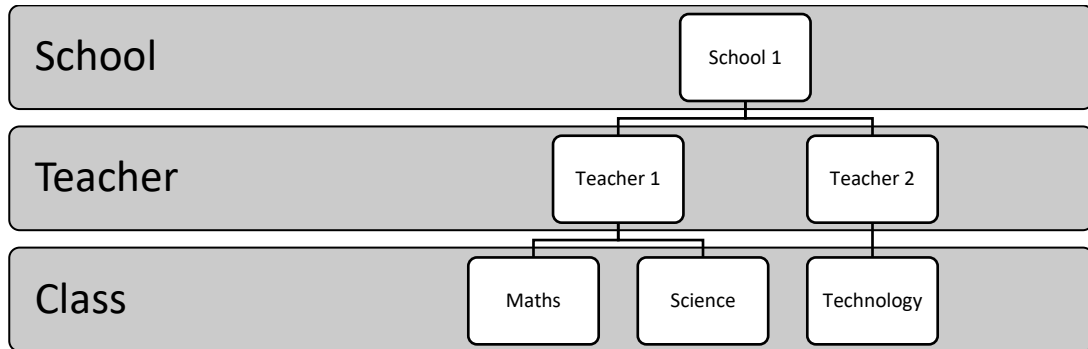 School
School 1
Teacher
Teacher 1
Teacher 2
Class
Maths
Science
Technology